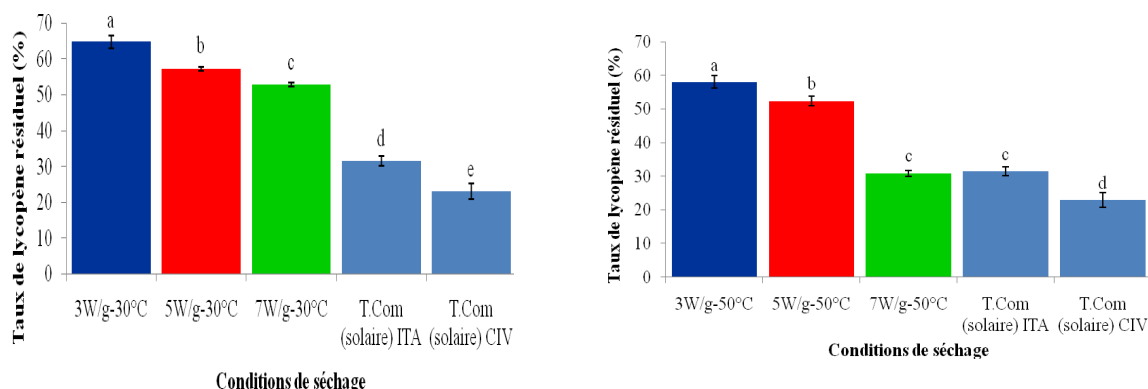 Taux de lycopène résiduel (%)
70
60
50
40
30
20
10
0
a
b
c
d
e
3W/g-30°C 5W/g-30°C 7W/g-30°C T.Com T.Com
(solaire) ITA (solaire) CIV
Conditions de séchage
Taux de lycopène résiduel (%)
70
60
50
40
30
20
10
0
a
b
c
c
d
3W/g-50°C 5W/g-50°C 7W/g-50°C T.Com T.Com
(solaire) ITA (solaire) CIV
Conditions de séchage